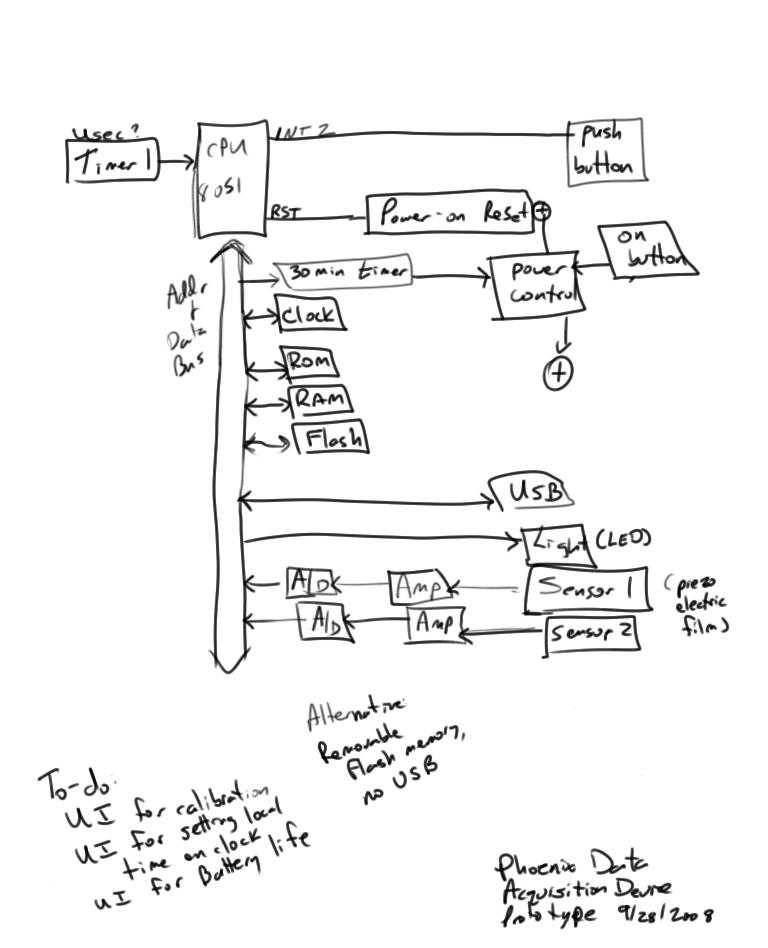 Usec?
Timer 1
CPU
8051
INT 2
push
button
RST
Power-on Reset
+
on
button
30 min timer
power
control
+
Addr
+
Data
Bus
Clock
ROM
RAM
Flash
USB
Light (LED)
A/D
Amp
Sensor 1
(piezo
electric
film)
A/D
Amp
Sensor 2
Alternative:
Removable
Flash memory,
no USB
To-do:
UI for calibration
UI for setting local
time on clock
UI for Battery life
Phoenix Data
Acquisition Device
Prototype 9/28/2008